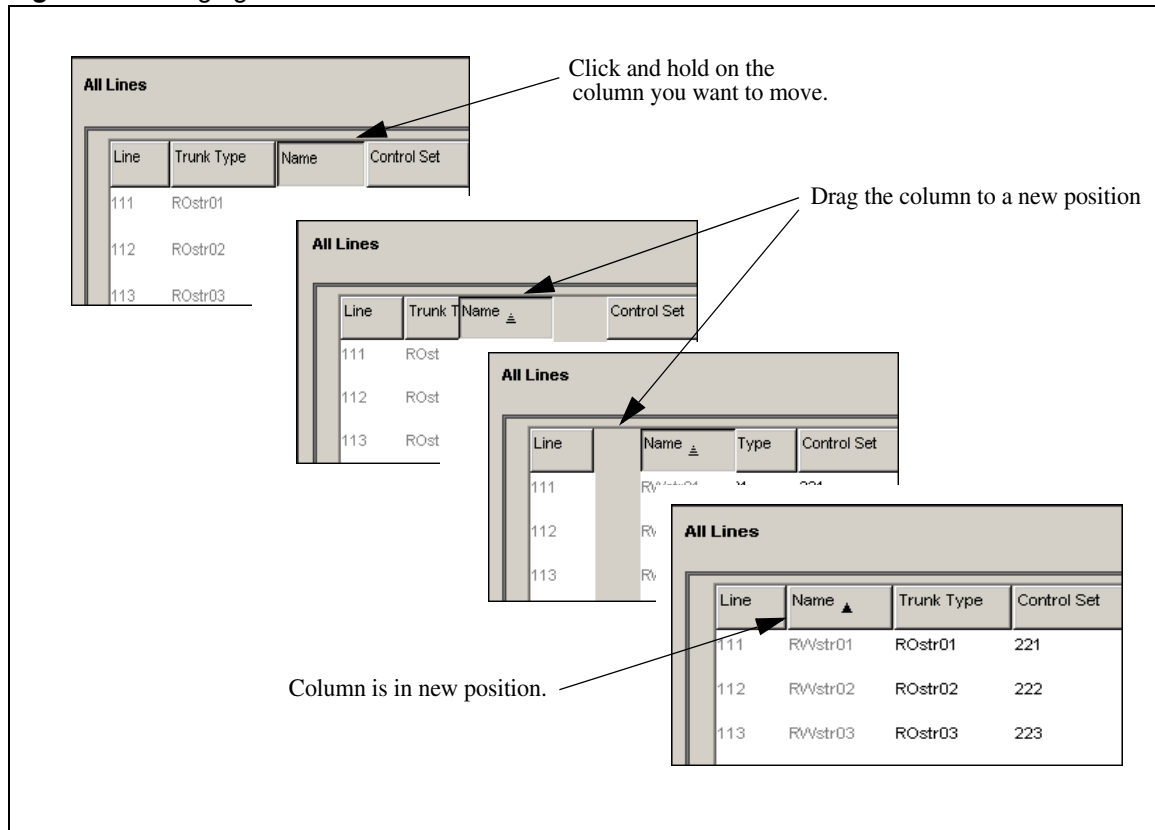 Click and hold on the
column you want to move.
All Lines
Line Trunk Type Name Control Set
111 ROstr01
112 ROstr02
113 ROstr03
Drag the column to a new position
All Lines
Line Trunk T Name Control Set
111 ROst
112 ROst
113 ROst
All Lines
Line Name Type Control Set
111
112
113
All Lines
Line Name Trunk Type Control Set
111 RWstr01 ROstr01 221
112 RWstr02 ROstr02 222
113 RWstr03 ROstr03 223
Column is in new position.